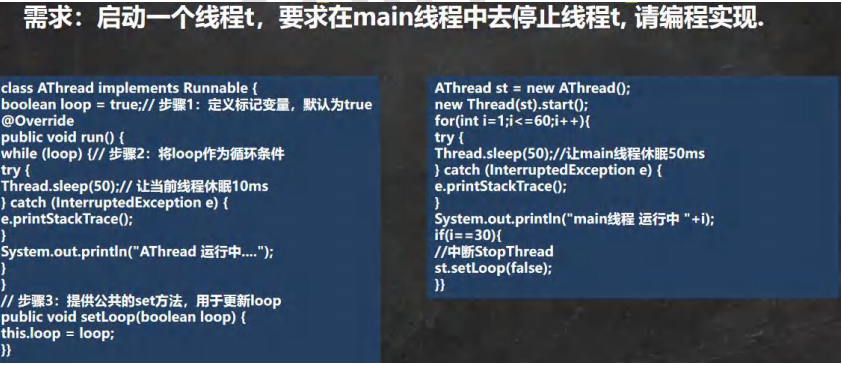 需求：启动一个线程t，要求在main线程中去停止线程t, 请编程实现.
class AThread implements Runnable {
boolean loop = true;// 步骤1：定义标记变量，默认为true
@Override
public void run() {
while (loop) {// 步骤2：将loop作为循环条件
try {
Thread.sleep(50);// 让当前线程休眠10ms
} catch (InterruptedException e) {
e.printStackTrace();
}
System.out.println("AThread 运行中....");
}
}
// 步骤3：提供公共的set方法，用于更新loop
public void setLoop(boolean loop) {
this.loop = loop;
}}
AThread st = new AThread();
new Thread(st).start();
for(int i=1;i<=60;i++){
try {
Thread.sleep(50);//让main线程休眠50ms
} catch (InterruptedException e) {
e.printStackTrace();
}
System.out.println("main线程 运行中 "+i);
if(i==30){
//中断StopThread
st.setLoop(false);
}}